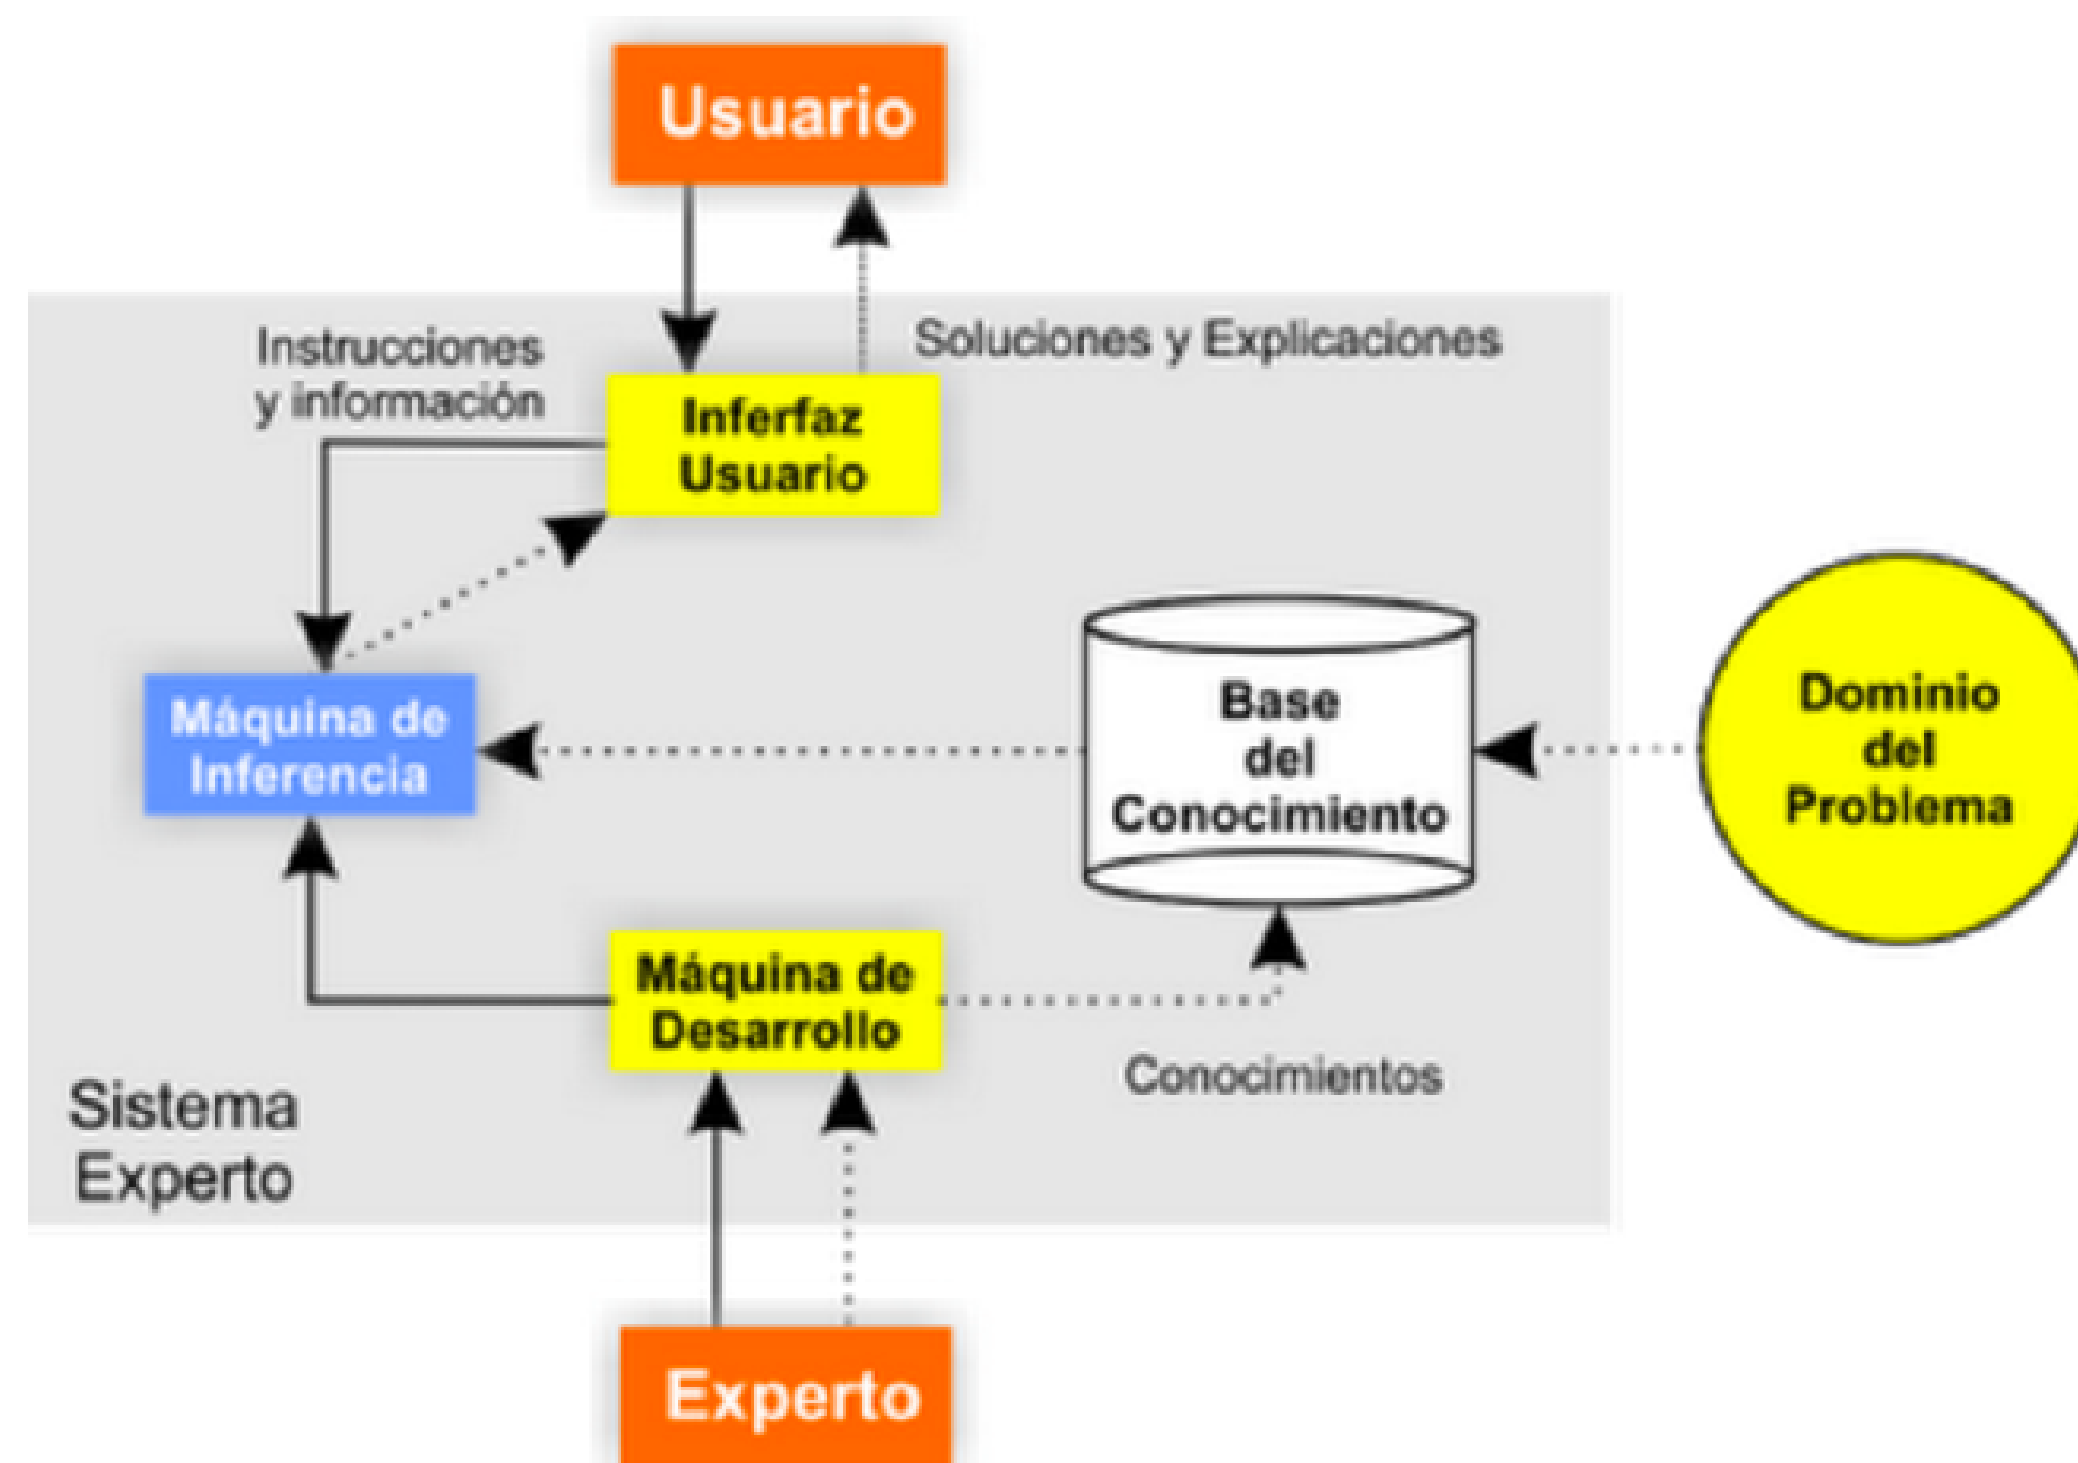 Usuario
Instrucciones
y información
Soluciones y Explicaciones
Inferfaz
Usuario
Máquina de
Inferencia
Base
del
Conocimiento
Dominio
del
Problema
Máquina de
Desarrollo
Conocimientos
Sistema
Experto
Experto